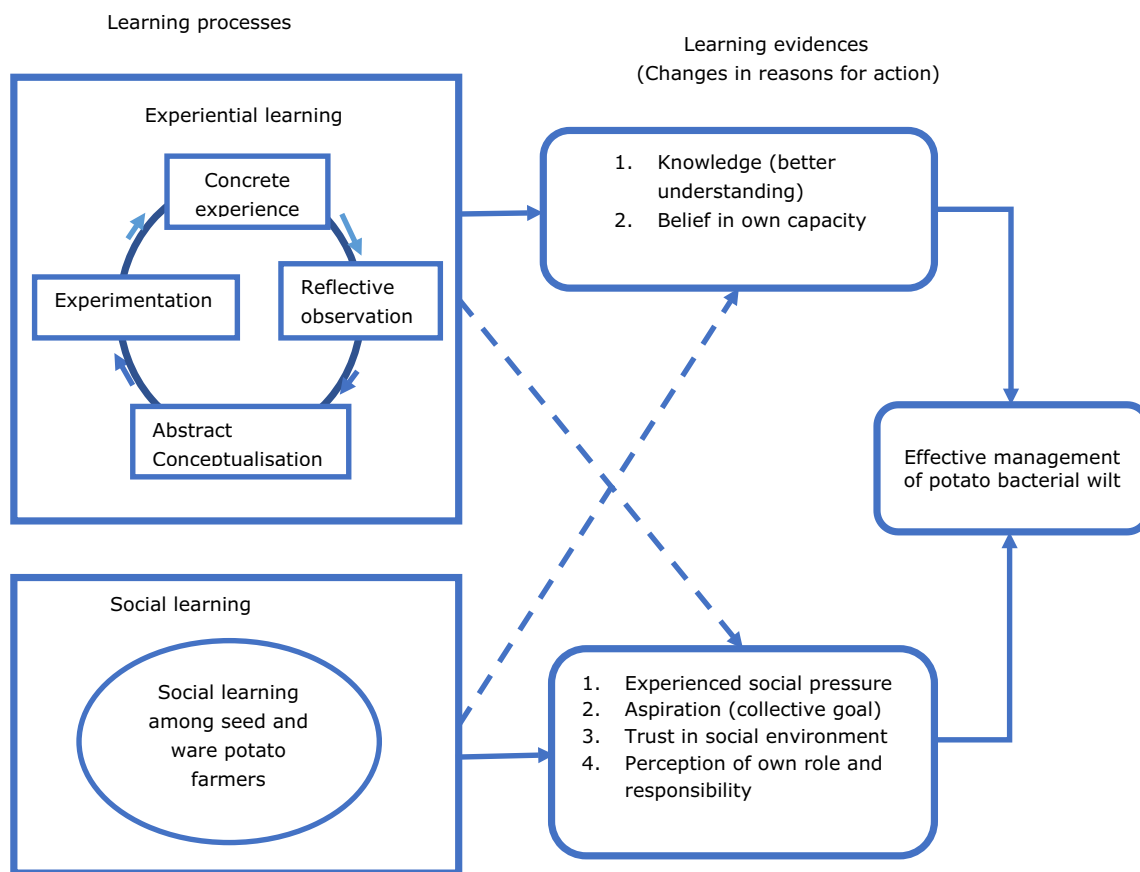 Learning processes
Learning evidences
(Changes in reasons for action)
Experiential learning
Concrete
experience
Reflective
observation
Abstract
Conceptualisation
Experimentation
1. Knowledge (better
understanding)
2. Belief in own capacity
Effective management
of potato bacterial wilt
Social learning
Social learning
among seed and
ware potato
farmers
1. Experienced social pressure
2. Aspiration (collective goal)
3. Trust in social environment
4. Perception of own role and
responsibility